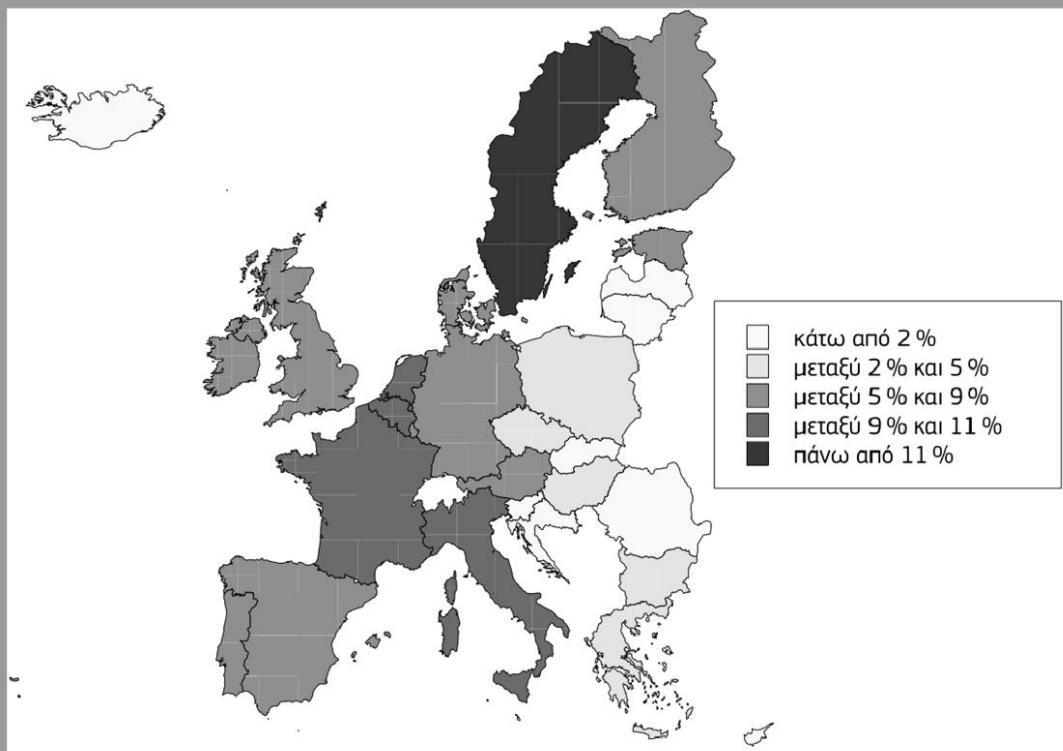 κάτω από 2 %
μεταξύ 2 % και 5 %
μεταξύ 5 % και 9 %
μεταξύ 9 % και 11 %
πάνω από 11 %